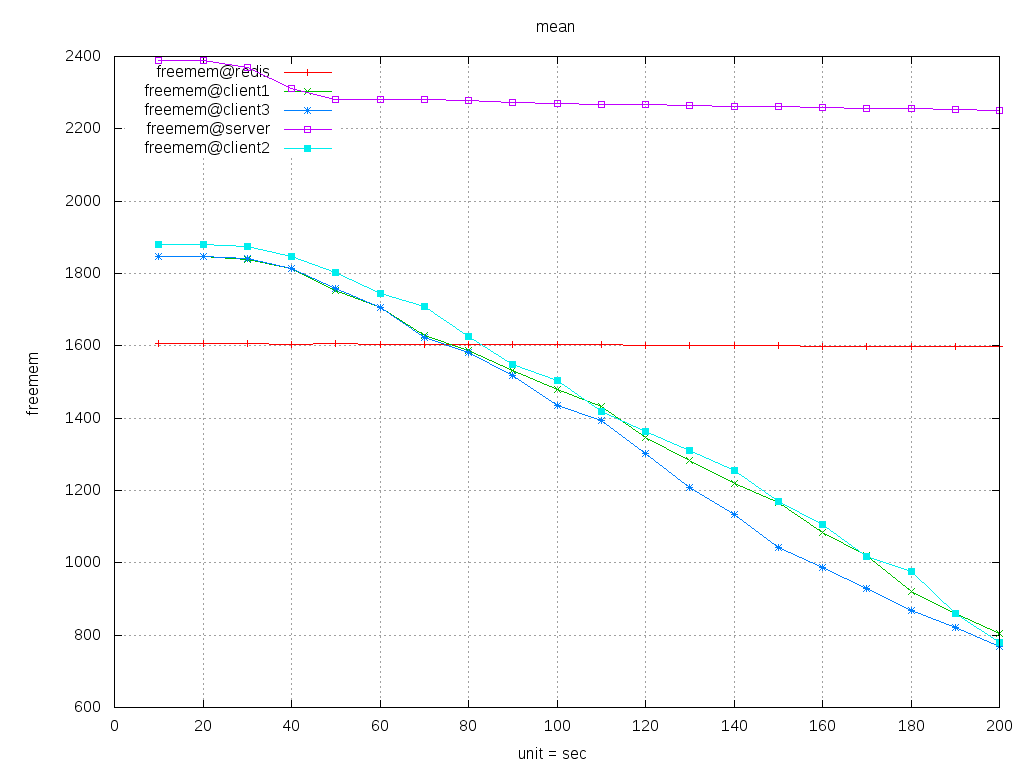 mean
2400
2200
2000
1800
1600
1400
1200
1000
800
600
freemem
freemem@redis
freemem@client1
freemem@client3
freemem@server
freemem@client2
0 20 40 60 80 100 120 140 160 180 200
unit = sec